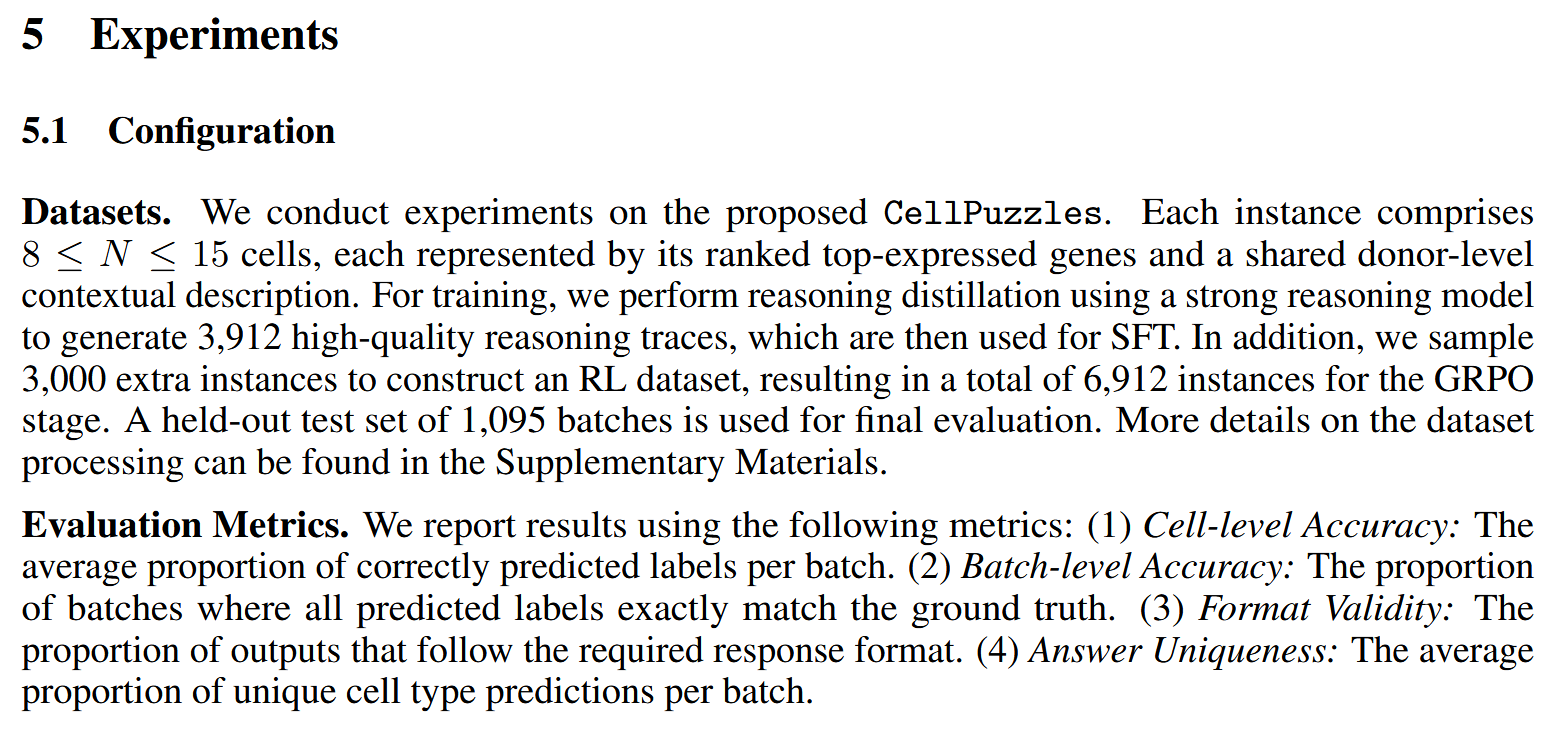 5 Experiments
5.1 Configuration
Datasets. We conduct experiments on the proposed CellPuzzles. Each instance comprises
8 ≤ N ≤ 15 cells, each represented by its ranked top-expressed genes and a shared donor-level
contextual description. For training, we perform reasoning distillation using a strong reasoning model
to generate 3,912 high-quality reasoning traces, which are then used for SFT. In addition, we sample
3,000 extra instances to construct an RL dataset, resulting in a total of 6,912 instances for the GRPO
stage. A held-out test set of 1,095 batches is used for final evaluation. More details on the dataset
processing can be found in the Supplementary Materials.
Evaluation Metrics. We report results using the following metrics: (1) Cell-level Accuracy: The
average proportion of correctly predicted labels per batch. (2) Batch-level Accuracy: The proportion
of batches where all predicted labels exactly match the ground truth. (3) Format Validity: The
proportion of outputs that follow the required response format. (4) Answer Uniqueness: The average
proportion of unique cell type predictions per batch.